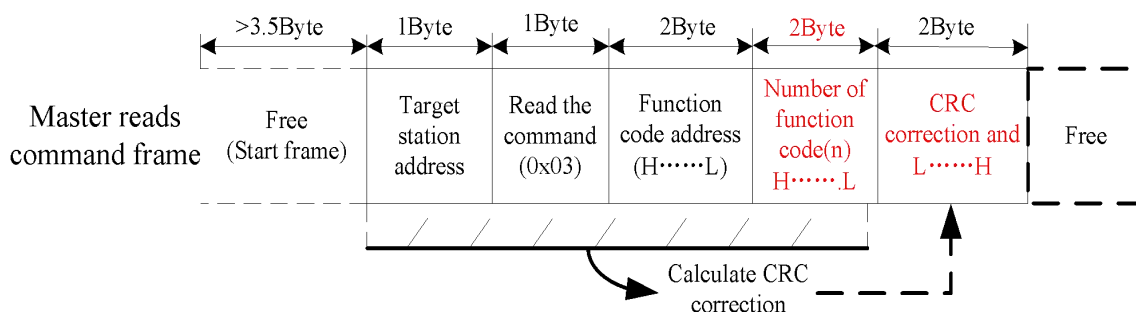 >3.5Byte 1Byte 1Byte 2Byte 2Byte 2Byte
Master reads
command frame
Free
(Start frame)
Target
station
address
Read the
command
(0x03)
Function
code address
(H······L)
Number of
function
code(n)
H·······L
CRC
correction and
L······H
Free
Calculate CRC
correction